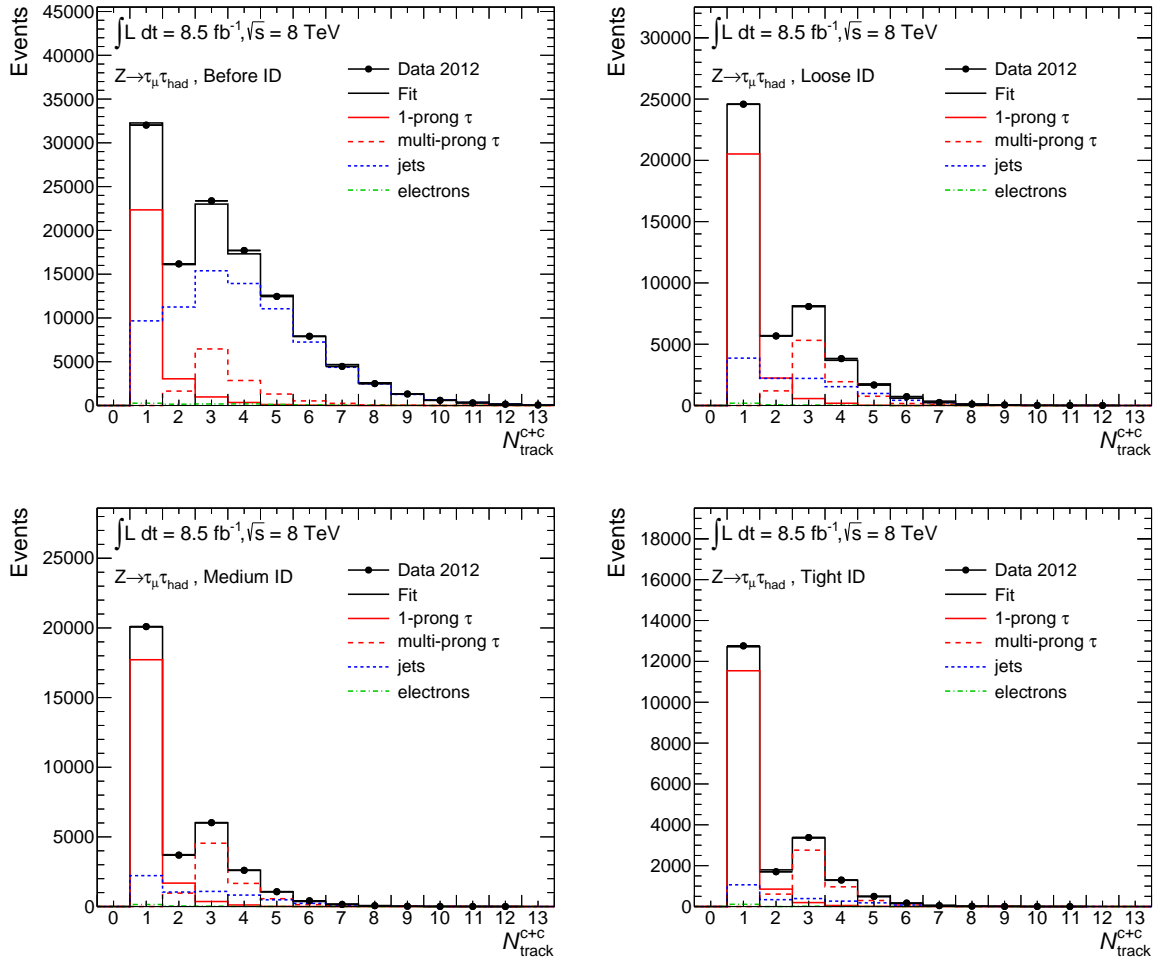 Events
∫L dt = 8.5 fb⁻¹,√s = 8 TeV
Z→τ_μτ_had , Before ID
Data 2012
Fit
1-prong τ
multi-prong τ
jets
electrons
45000
40000
35000
30000
25000
20000
15000
10000
5000
0
0 1 2 3 4 5 6 7 8 9 10 11 12 13
N_track^c+c
Events
∫L dt = 8.5 fb⁻¹,√s = 8 TeV
Z→τ_μτ_had , Loose ID
Data 2012
Fit
1-prong τ
multi-prong τ
jets
electrons
30000
25000
20000
15000
10000
5000
0
0 1 2 3 4 5 6 7 8 9 10 11 12 13
N_track^c+c
Events
∫L dt = 8.5 fb⁻¹,√s = 8 TeV
Z→τ_μτ_had , Medium ID
Data 2012
Fit
1-prong τ
multi-prong τ
jets
electrons
25000
20000
15000
10000
5000
0
0 1 2 3 4 5 6 7 8 9 10 11 12 13
N_track^c+c
Events
∫L dt = 8.5 fb⁻¹,√s = 8 TeV
Z→τ_μτ_had , Tight ID
Data 2012
Fit
1-prong τ
multi-prong τ
jets
electrons
18000
16000
14000
12000
10000
8000
6000
4000
2000
0
0 1 2 3 4 5 6 7 8 9 10 11 12 13
N_track^c+c